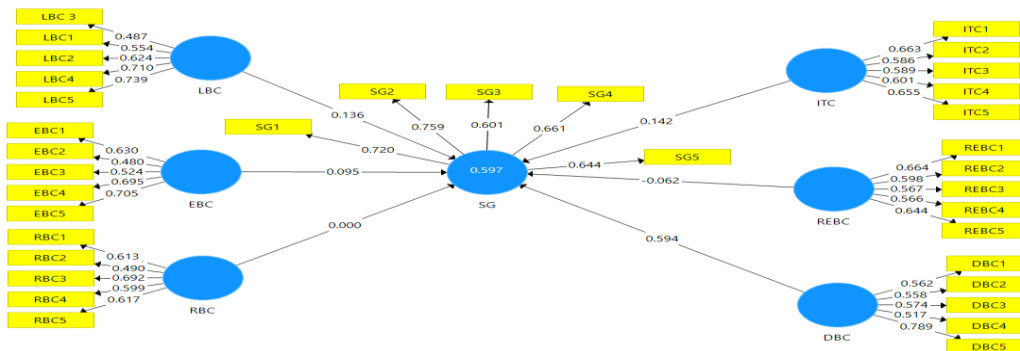 LBC 3
LBC1
LBC2
LBC4
LBC5
0.487
0.554
0.624
0.710
0.739
LBC
0.136
EBC1
EBC2
EBC3
EBC4
EBC5
0.630
0.480
0.524
0.695
0.705
EBC
0.095
RBC1
RBC2
RBC3
RBC4
RBC5
0.613
0.490
0.692
0.599
0.617
RBC
0.000
SG1
SG2
SG3
SG4
SG5
0.720
0.759
0.601
0.661
0.644
0.597
SG
ITC1
ITC2
ITC3
ITC4
ITC5
0.663
0.586
0.589
0.601
0.655
ITC
0.142
REBC1
REBC2
REBC3
REBC4
REBC5
0.664
0.598
0.567
0.566
0.644
REBC
-0.062
DBC1
DBC2
DBC3
DBC4
DBC5
0.562
0.558
0.574
0.517
0.789
DBC
0.594